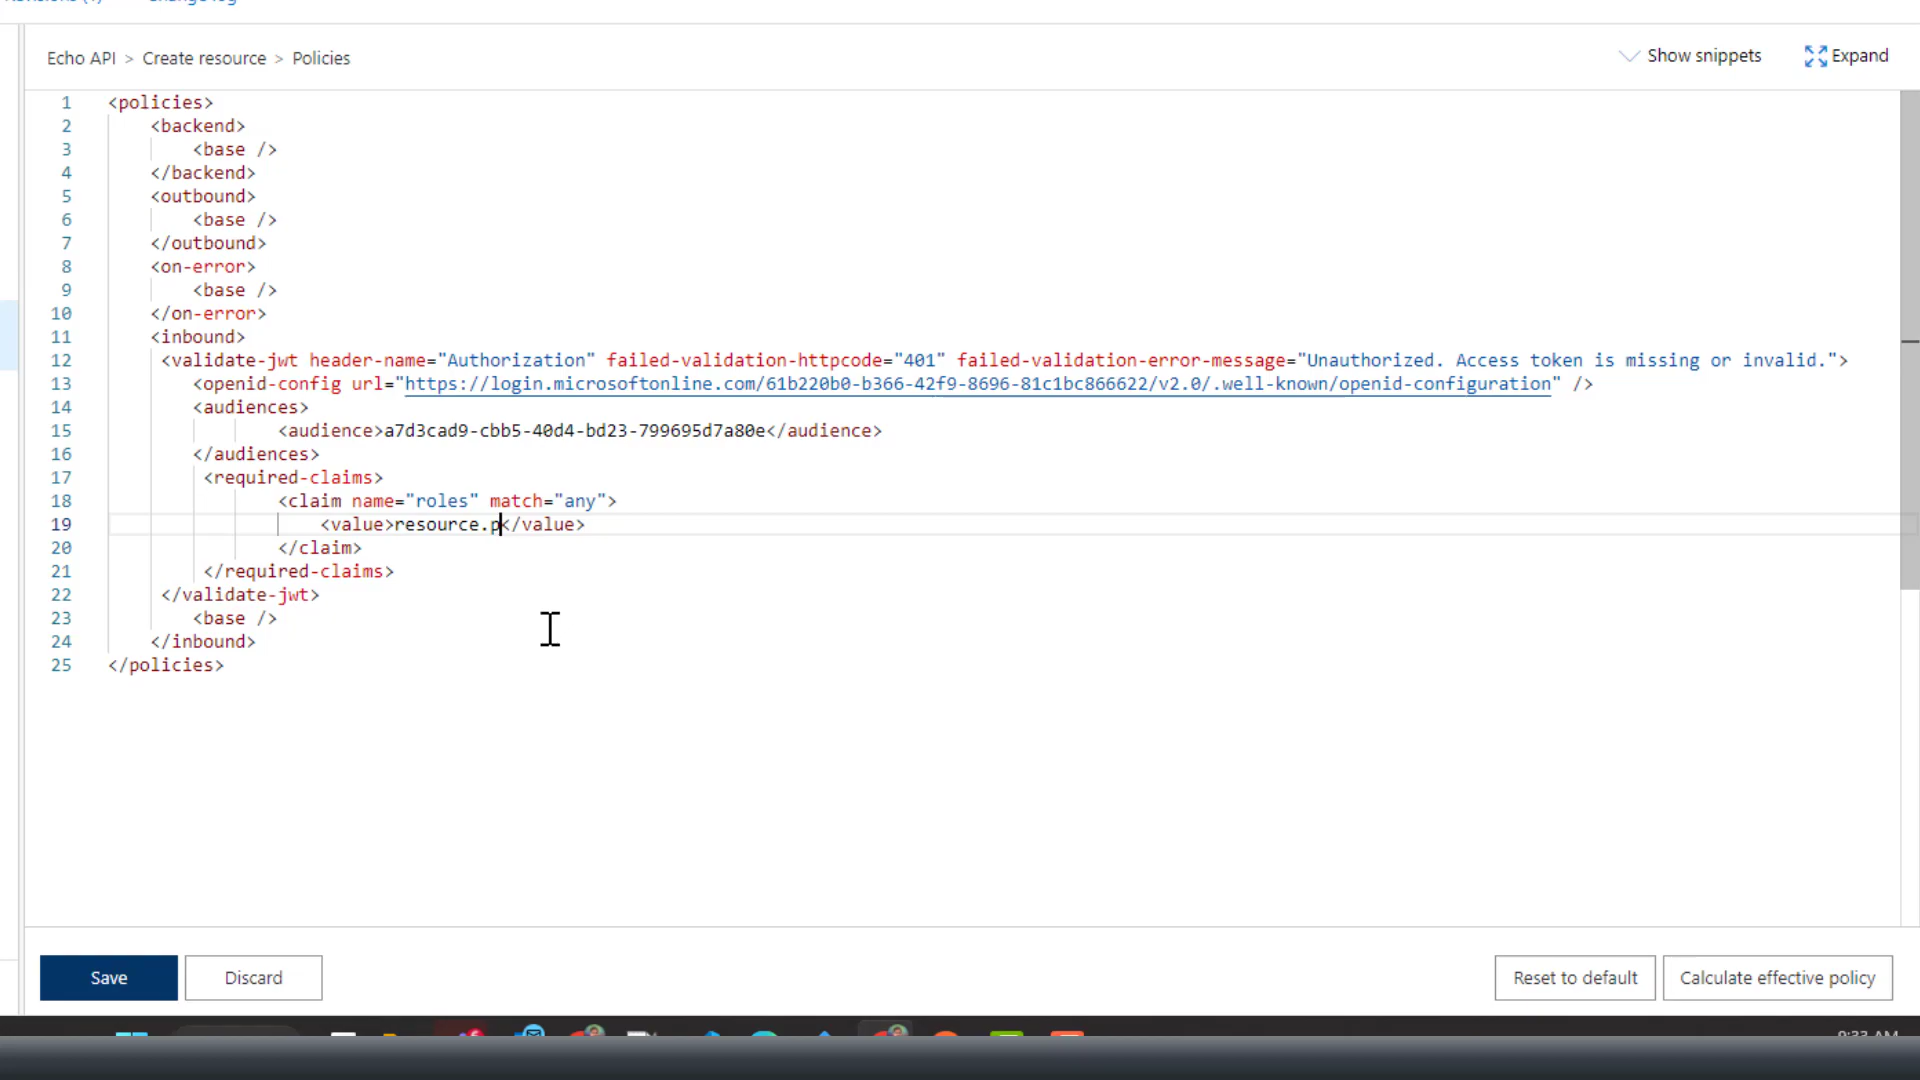 Echo API > Create resource > Policies
Show snippets
Expand
1 <policies>
2 <backend>
3 <base />
4 </backend>
5 <outbound>
6 <base />
7 </outbound>
8 <on-error>
9 <base />
10 </on-error>
11 <inbound>
12 <validate-jwt header-name="Authorization" failed-validation-httpcode="401" failed-validation-error-message="Unauthorized. Access token is missing or invalid.">
13 <openid-config url="https://login.microsoftonline.com/61b220b0-b366-42f9-8696-81c1bc866622/v2.0/.well-known/openid-configuration" />
14 <audiences>
15 <audience>a7d3cad9-cbb5-40d4-bd23-799695d7a80e</audience>
16 </audiences>
17 <required-claims>
18 <claim name="roles" match="any">
19 <value>resource.p</value>
20 </claim>
21 </required-claims>
22 </validate-jwt>
23 <base />
24 </inbound>
25 </policies>
Save
Discard
Reset to default
Calculate effective policy